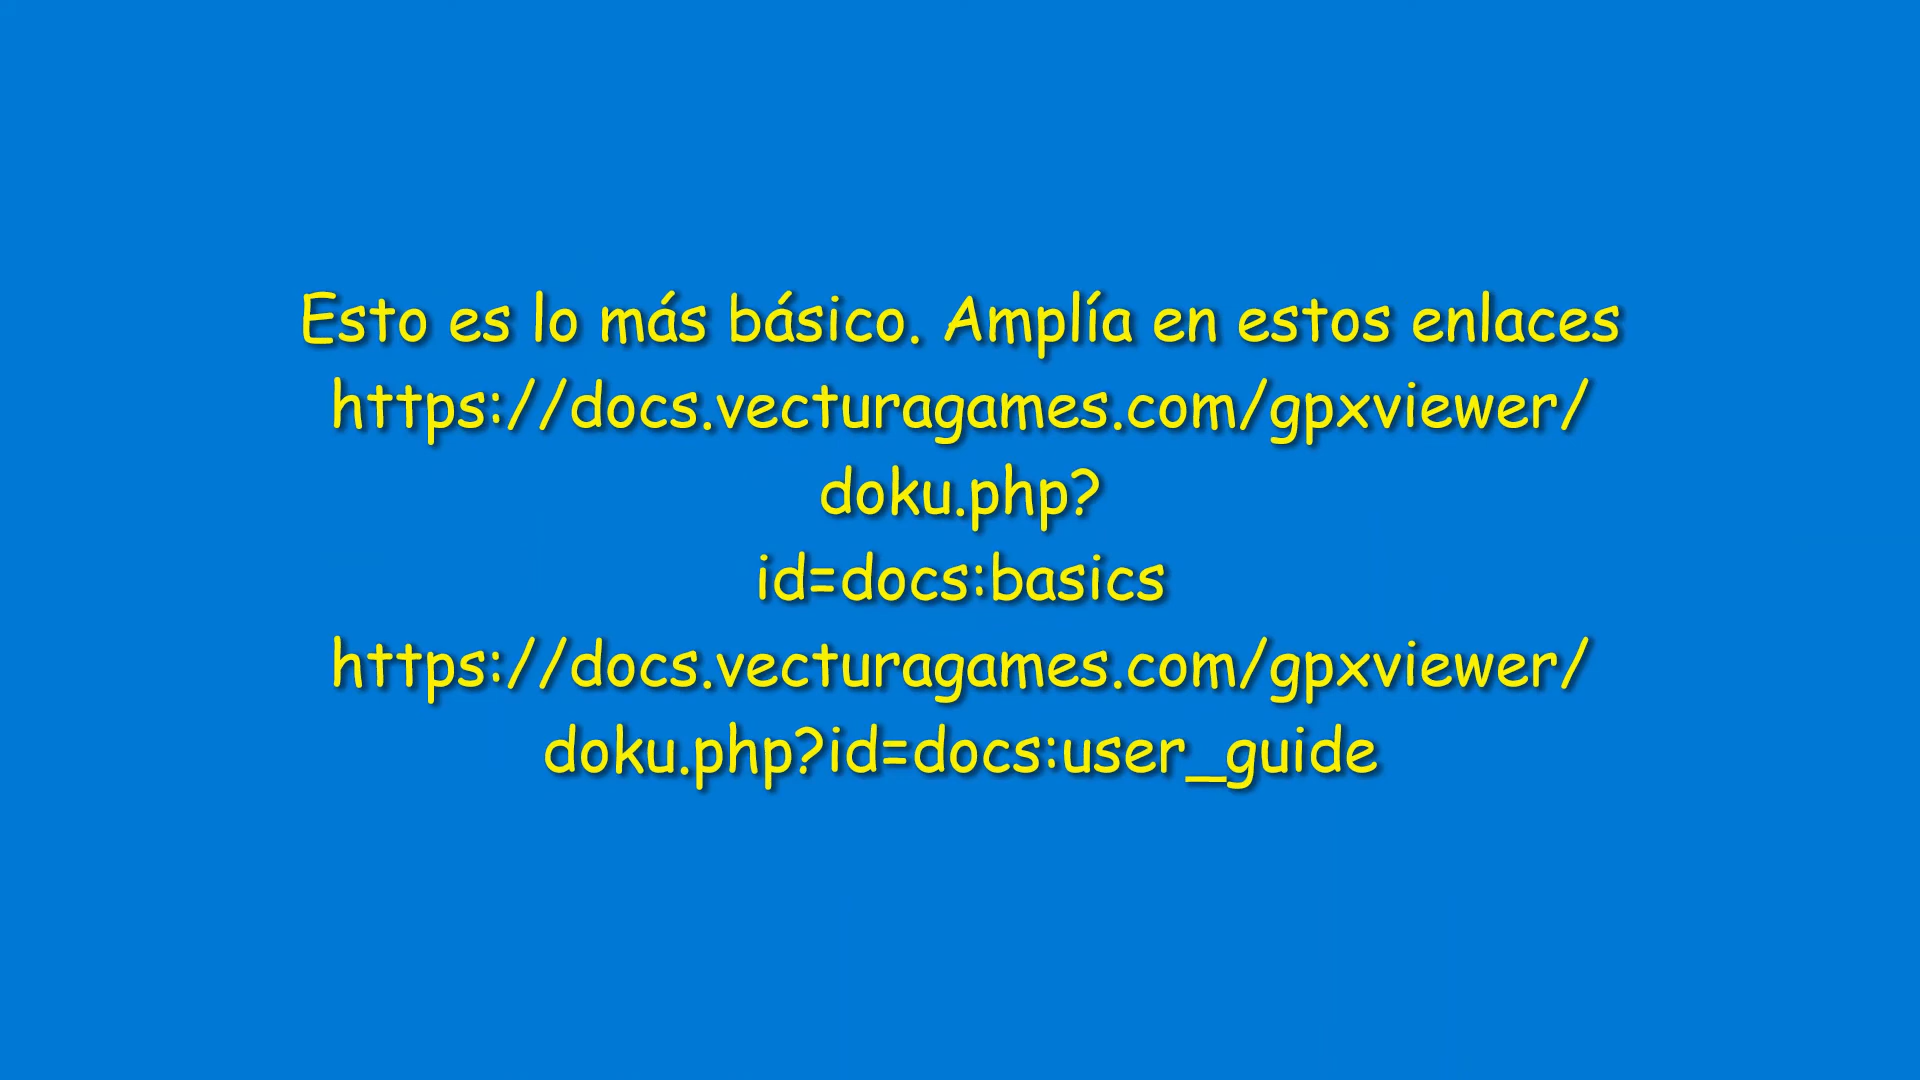 Esto es lo más básico. Amplía en estos enlaces
https://docs.vecturagames.com/gpxviewer/
doku.php?
id=docs:basics
https://docs.vecturagames.com/gpxviewer/
doku.php?id=docs:user_guide